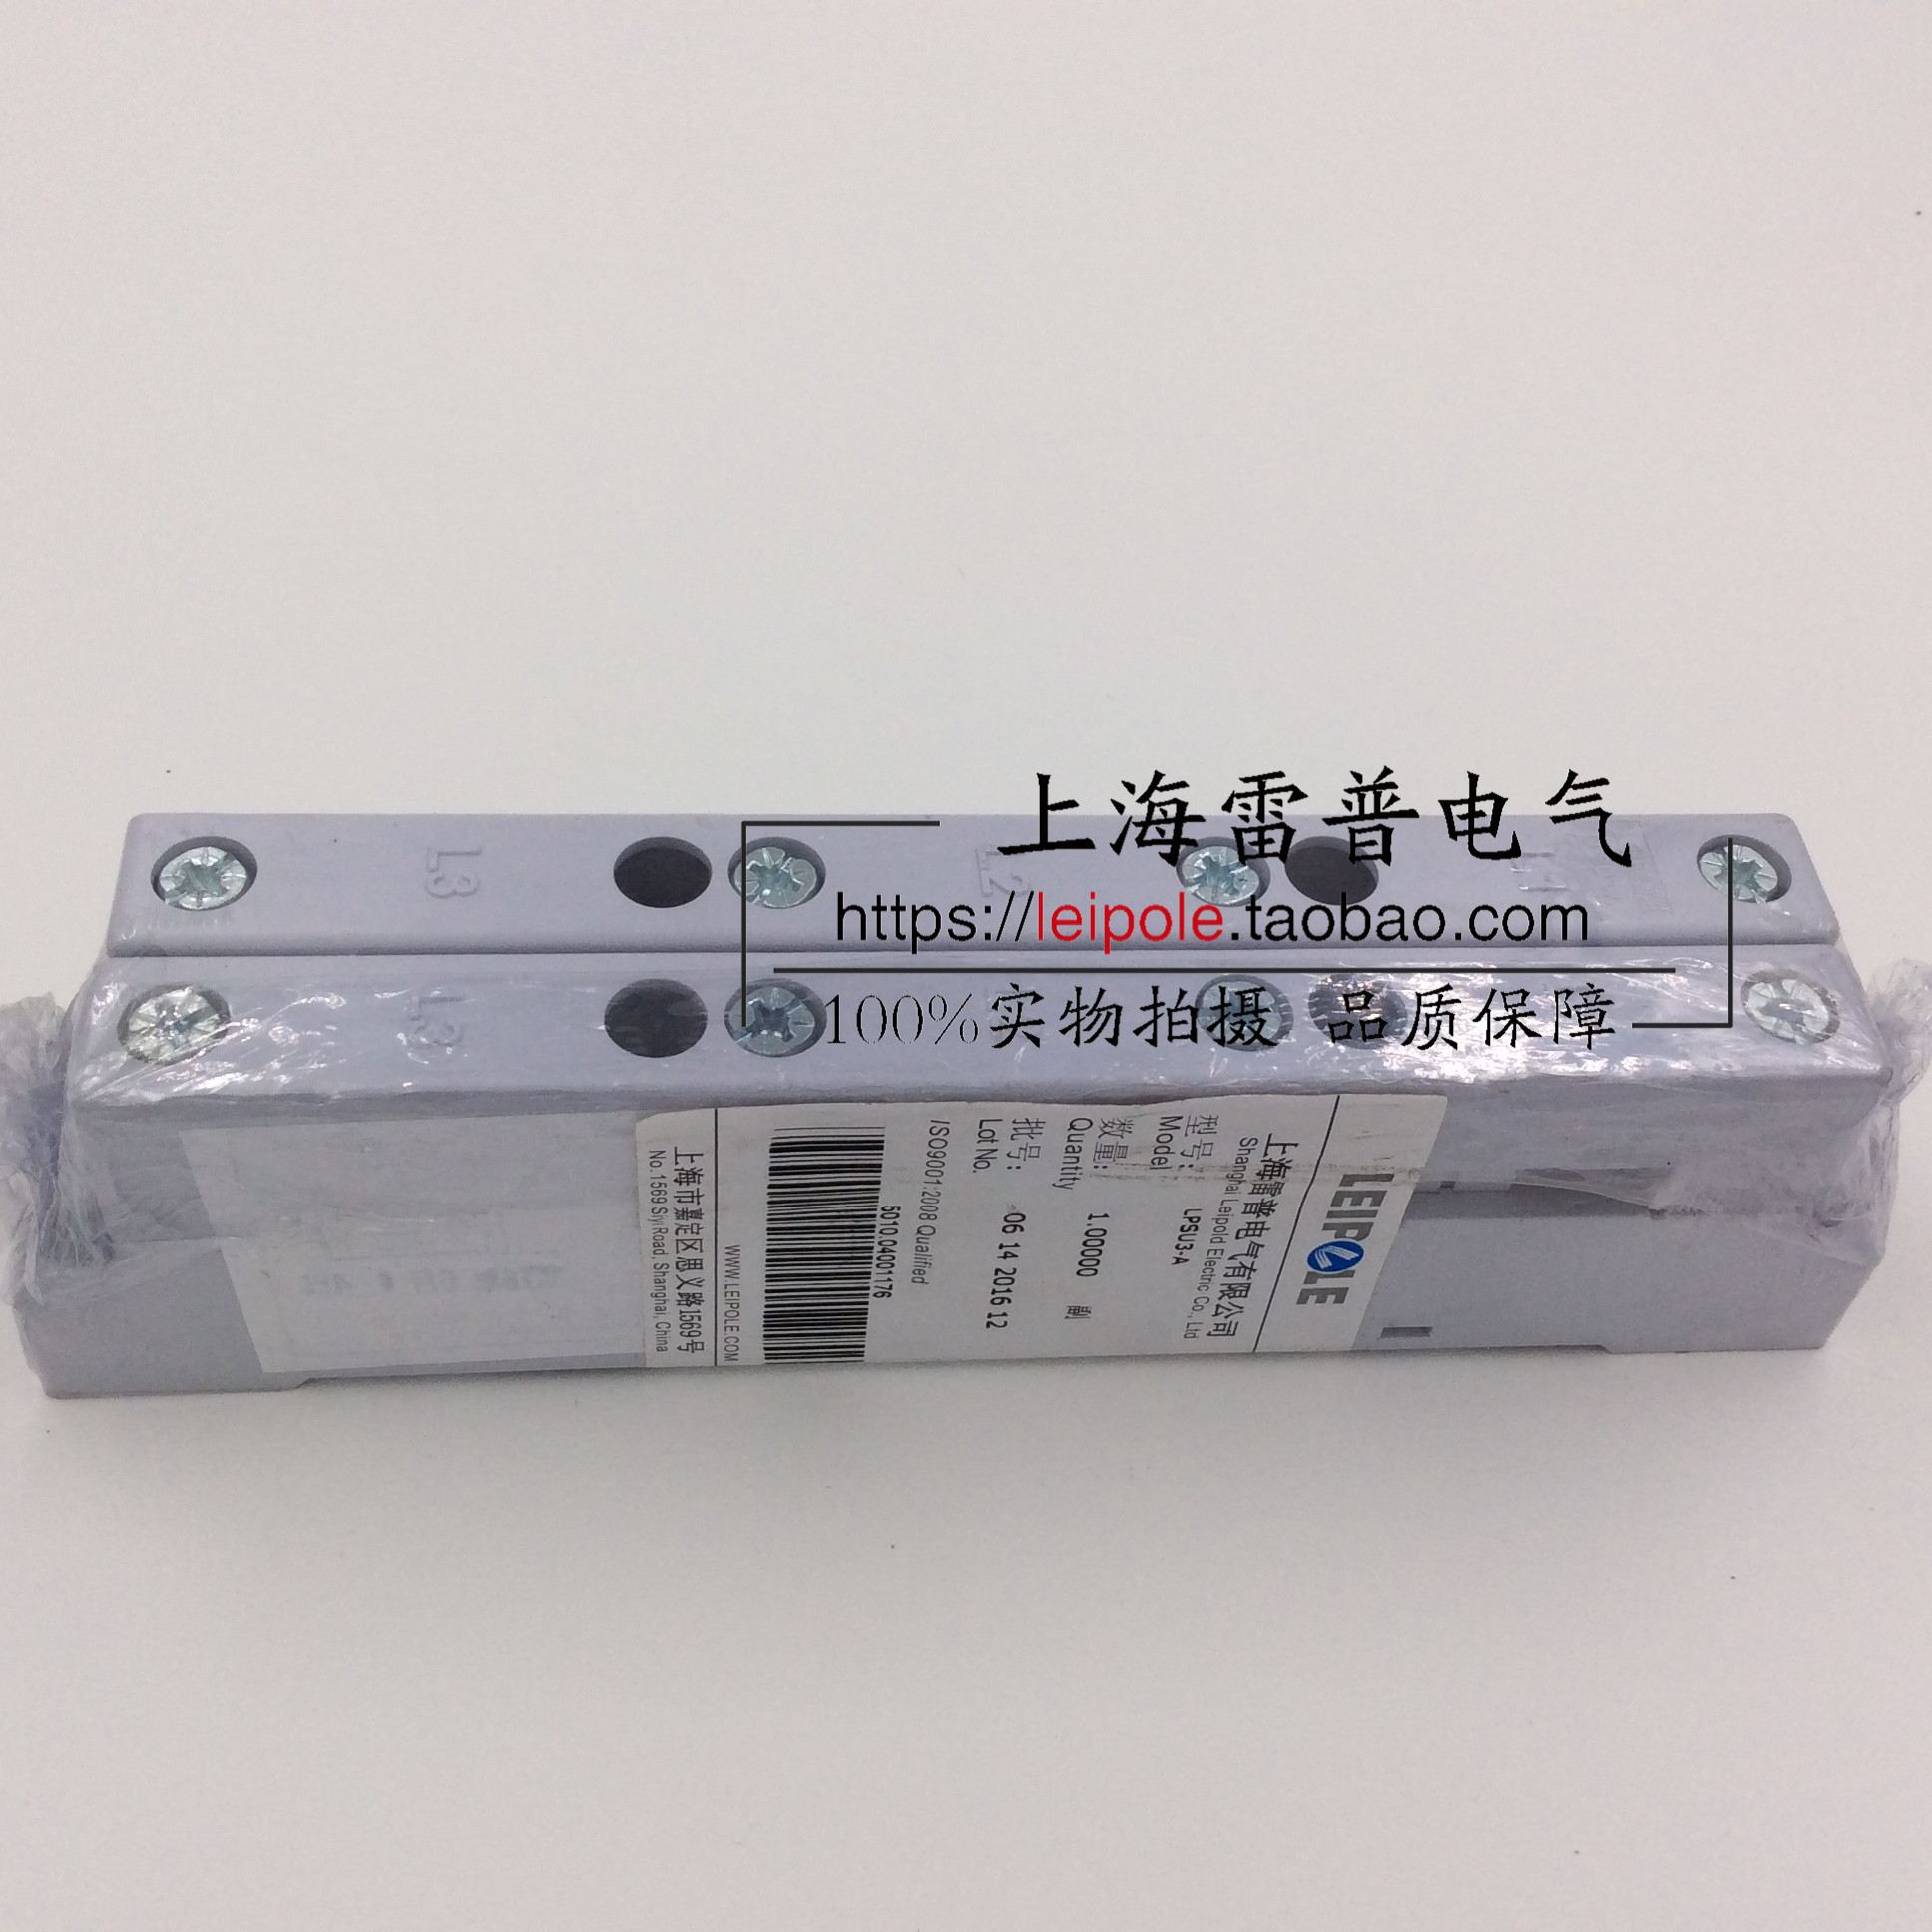 上海雷普电气
https://leipole.taobao.com
100%实物拍摄 品质保障
L3
L2
L3
LEIPOLE
上海雷普电气有限公司
Shanghai Leipold Electric Co., Ltd
型号: LPSU3-A
Model
数量: 1.00000 副
Quantity
批号: 06 14 2016 12
Lot No.
ISO9001:2008 Qualified
5010.04001176
WWW.LEIPOLE.COM
上海市嘉定区思义路1569号
No.1569 Siyi Road, Shanghai, China